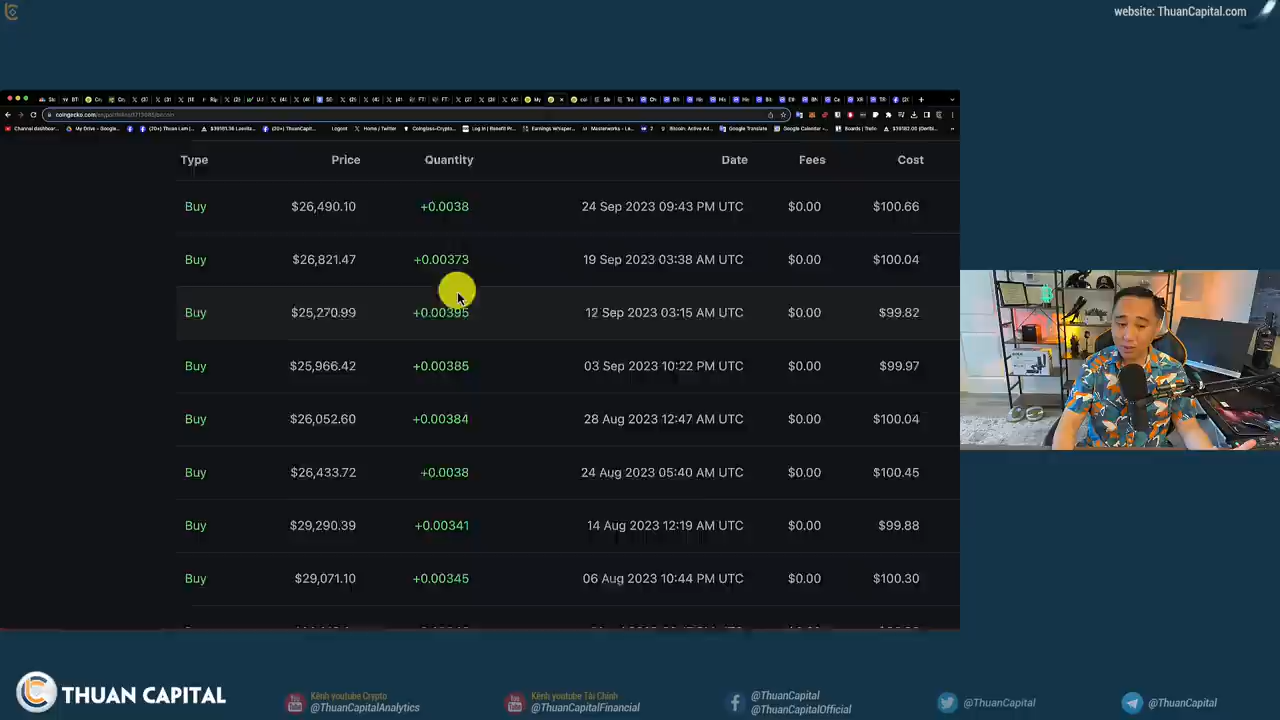 website: ThuanCapital.com
Type Price Quantity Date Fees Cost
Buy $26,490.10 +0.0038 24 Sep 2023 09:43 PM UTC $0.00 $100.66
Buy $26,821.47 +0.00373 19 Sep 2023 03:38 AM UTC $0.00 $100.04
Buy $25,270.99 +0.00395 12 Sep 2023 03:15 AM UTC $0.00 $99.82
Buy $25,966.42 +0.00385 03 Sep 2023 10:22 PM UTC $0.00 $99.97
Buy $26,052.60 +0.00384 28 Aug 2023 12:47 AM UTC $0.00 $100.04
Buy $26,433.72 +0.0038 24 Aug 2023 05:40 AM UTC $0.00 $100.45
Buy $29,290.39 +0.00341 14 Aug 2023 12:19 AM UTC $0.00 $99.88
Buy $29,071.10 +0.00345 06 Aug 2023 10:44 PM UTC $0.00 $100.30
THUAN CAPITAL
Kênh youtube Crypto
@ThuanCapitalAnalytics
Kênh youtube Tài Chính
@ThuanCapitalFinancial
@ThuanCapital
@ThuanCapitalOfficial
@ThuanCapital
@ThuanCapital